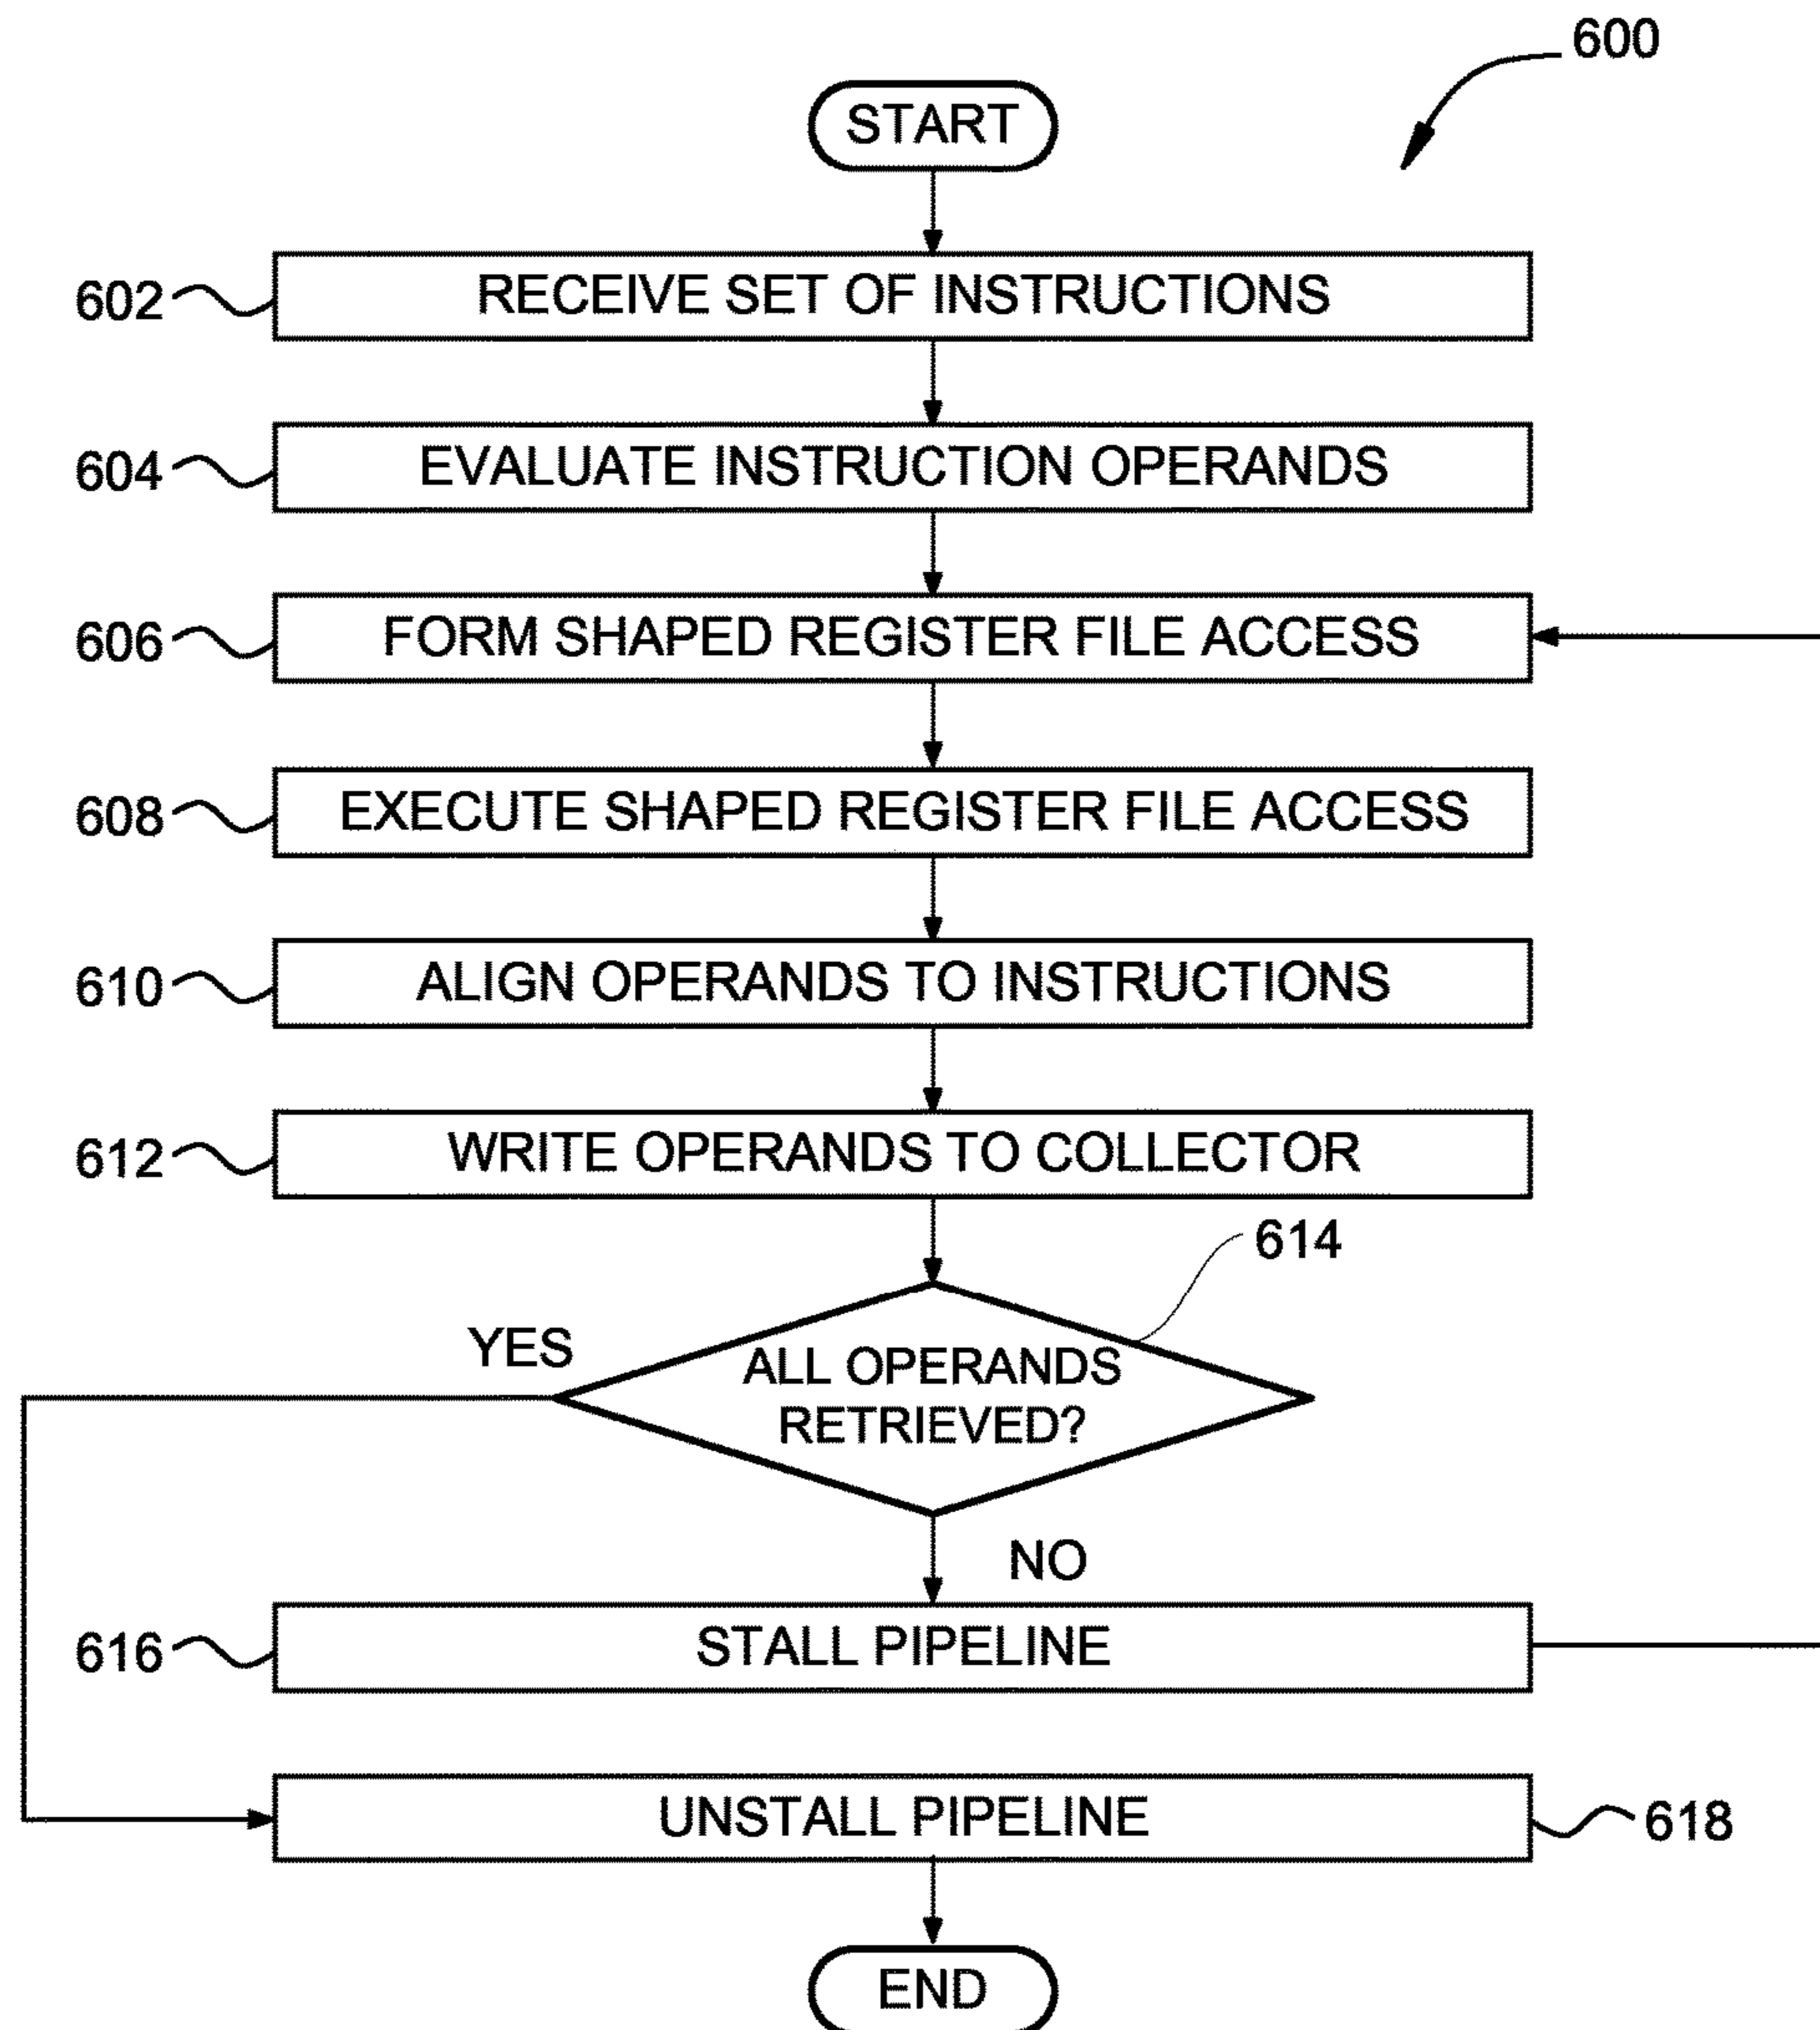 600
START
602
RECEIVE SET OF INSTRUCTIONS
604
EVALUATE INSTRUCTION OPERANDS
606
FORM SHAPED REGISTER FILE ACCESS
608
EXECUTE SHAPED REGISTER FILE ACCESS
610
ALIGN OPERANDS TO INSTRUCTIONS
612
WRITE OPERANDS TO COLLECTOR
614
YES
ALL OPERANDS
RETRIEVED?
NO
616
STALL PIPELINE
UNSTALL PIPELINE
618
END